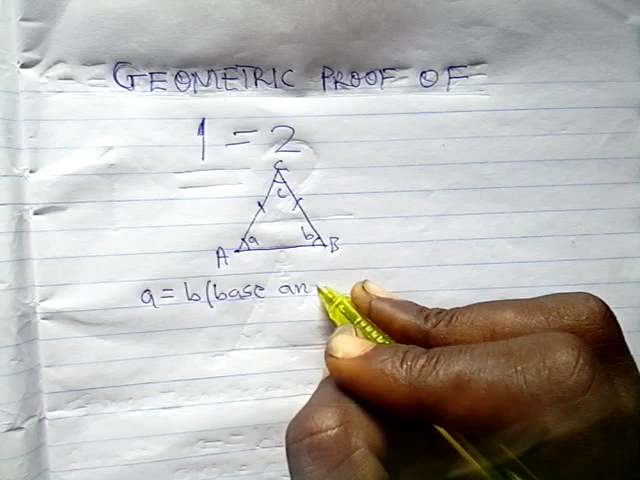 GEOMETRIC PROOF OF
1 = 2
C
c
a b
A B
a = b (base an